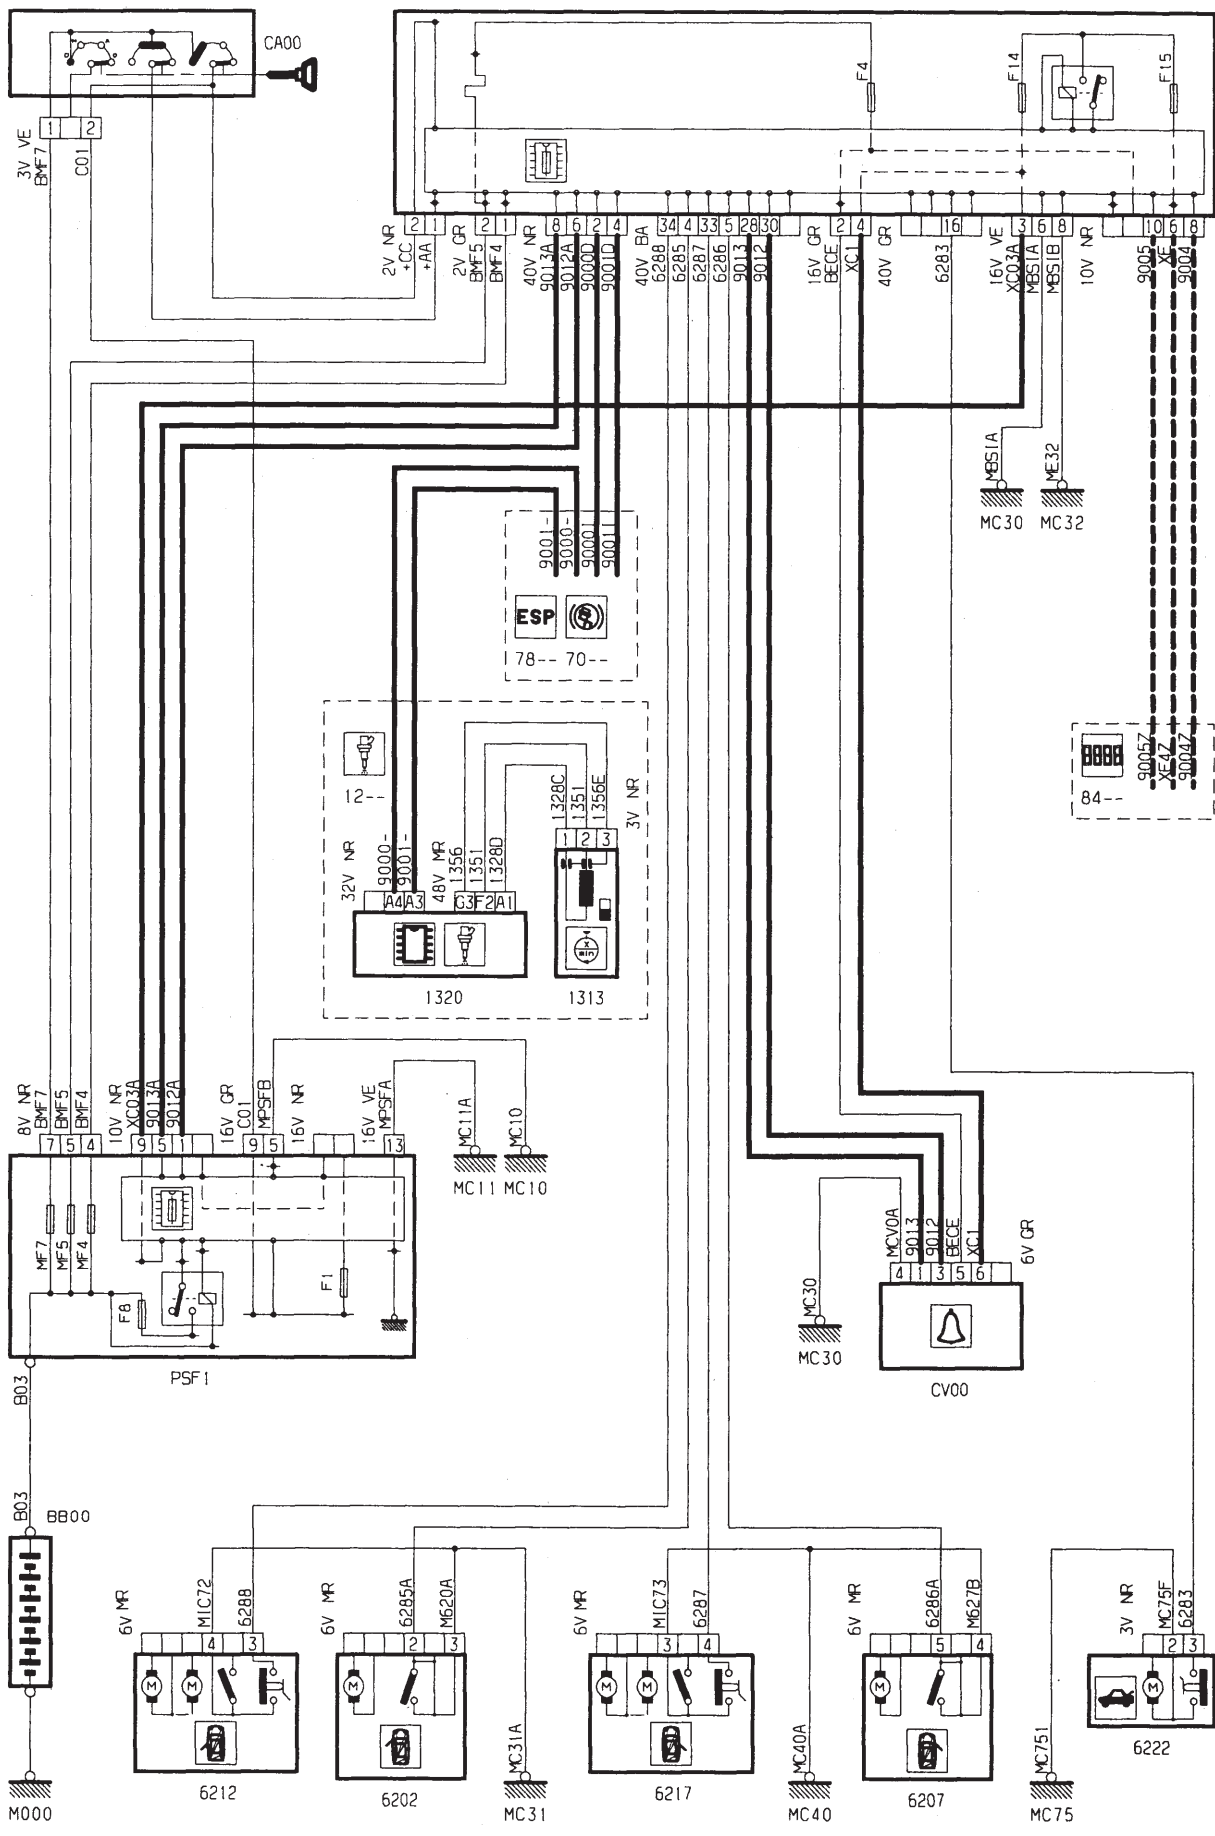 CA00
F4
F14
F15
1 2
3V VE
BMF7
C01
2 1 2 1 8 6 2 4 34 4 33 5 28 30 2 4 16 3 6 8 10 6 8
2V NR
+CC
+AA
2V GR
BMF5
BMF4
40V NR
9013A
9012A
9000D
9001D
40V BA
6288
6285
6287
6286
9013
9012
16V GR
BECE
XC1
40V GR
6283
16V VE
XC03A
MBS1A
MBS1B
10V NR
9005
XE
9004
MBS1A
ME32
MC30 MC32
9001-
9000-
9000I
9001I
ESP
78-- 70--
12--
1328C
1351
1356E
3V NR
9005Z
XE4Z
9004Z
8888
84--
32V NR
9000-
9001-
48V MR
1356
1351
1328D
1 2 3
A4 A3 G3 F2 A1
x
min
1320
1313
8V NR
BMF7
BMF5
BMF4
10V NR
XC03A
9013A
9012A
16V GR
C01
MPSFB
16V NR
16V VE
MPSFA
MC11A
MC10
7 5 4 9 5 1 9 5 13
MC11 MC10
MF7
MF5
MF4
F8
F1
PSF1
MCV0A
9013
9012
BECE
XC1
6V GR
4 1 3 5 6
MC30
MC30
CV00
B03
B03
BB00
M000
6V MR
MIC72
6288
4 3
M M
6212
6V MR
6285A
M620A
2 3
M
6202
MC31A
MC31
6V MR
MIC73
6287
3 4
M M
6217
MC40A
MC40
6V MR
6286A
M627B
5 4
M
6207
MC751
MC75
3V NR
MC75F
6283
2 3
M
6222